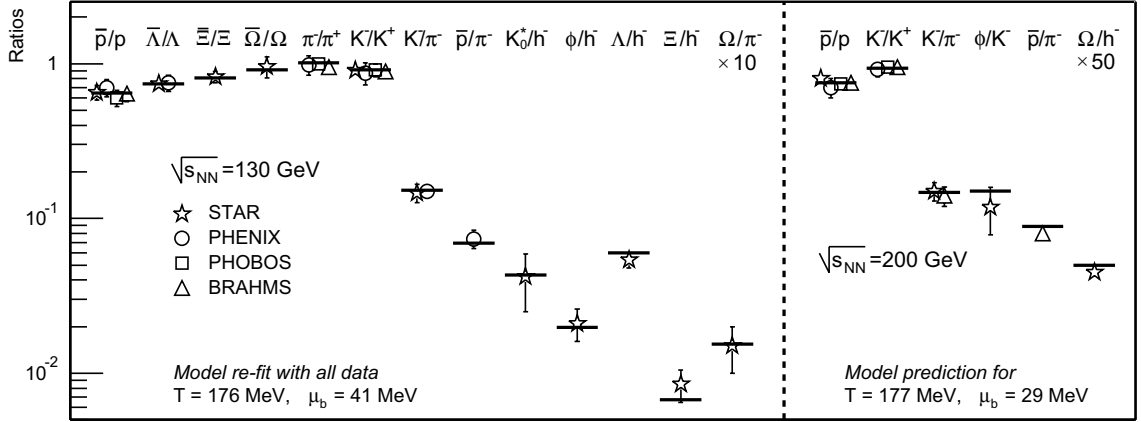 Ratios
p̄/p Λ̄/Λ Ξ̄/Ξ Ω̄/Ω π⁻/π⁺ K⁻/K⁺ K⁻/π⁻ p̄/π⁻ K₀*/h⁻ ϕ/h⁻ Λ/h⁻ Ξ/h⁻ Ω/π⁻ p̄/p K⁻/K⁺ K⁻/π⁻ ϕ/K⁻ p̄/π⁻ Ω/h⁻
×10 ×50
1
10⁻¹
10⁻²
√s_NN =130 GeV
STAR
PHENIX
PHOBOS
BRAHMS
Model re-fit with all data
T = 176 MeV, μ_b = 41 MeV
√s_NN =200 GeV
Model prediction for
T = 177 MeV, μ_b = 29 MeV